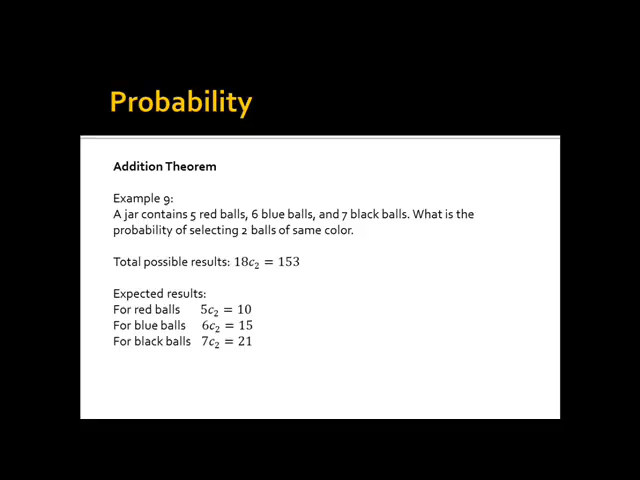 Probability
Addition Theorem
Example 9:
A jar contains 5 red balls, 6 blue balls, and 7 black balls. What is the
probability of selecting 2 balls of same color.
Total possible results: 18c₂ = 153
Expected results:
For red balls 5c₂ = 10
For blue balls 6c₂ = 15
For black balls 7c₂ = 21